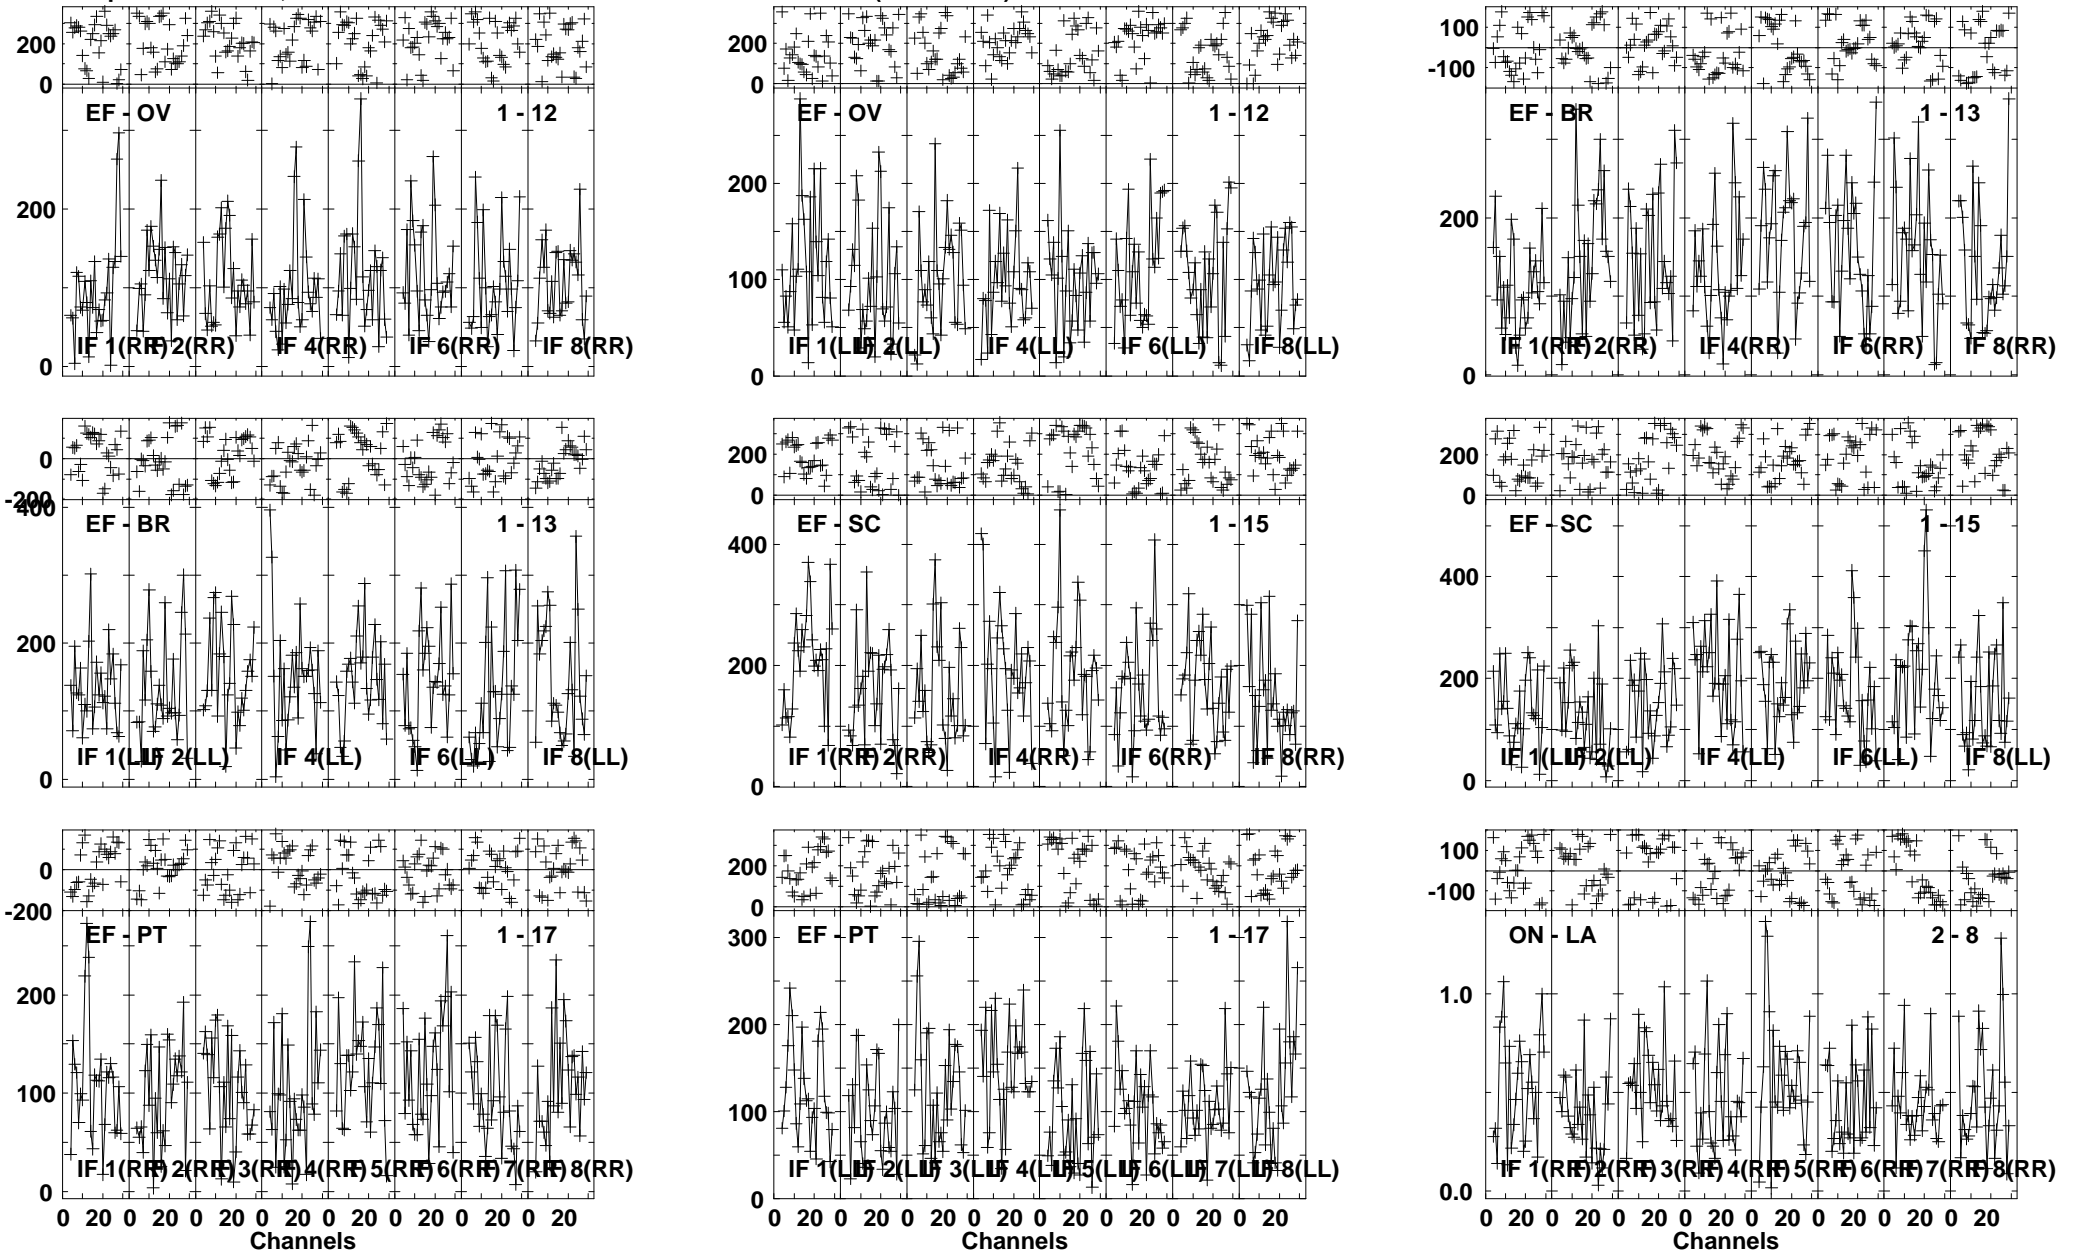 200
0
EF - OV 1 - 12
200
0
IF 1(RR) IF 2(RR) IF 4(RR) IF 6(RR) IF 8(RR)
200
0
EF - OV 1 - 12
200
100
0
IF 1(LL) IF 2(LL) IF 4(LL) IF 6(LL) IF 8(LL)
100
-100
EF - BR 1 - 13
200
0
IF 1(RR) IF 2(RR) IF 4(RR) IF 6(RR) IF 8(RR)
0
-200
400
EF - BR 1 - 13
200
0
IF 1(LL) IF 2(LL) IF 4(LL) IF 6(LL) IF 8(LL)
200
0
EF - SC 1 - 15
400
200
0
IF 1(RR) IF 2(RR) IF 4(RR) IF 6(RR) IF 8(RR)
200
0
EF - SC 1 - 15
400
200
0
IF 1(LL) IF 2(LL) IF 4(LL) IF 6(LL) IF 8(LL)
0
-200
EF - PT 1 - 17
200
100
0
IF 1(RR) IF 2(RR) IF 3(RR) IF 4(RR) IF 5(RR) IF 6(RR) IF 7(RR) IF 8(RR)
0 20 0 20 0 20 0 20 0 20 0 20 0 20 0 20
Channels
200
0
EF - PT 1 - 17
300
200
100
0
IF 1(LL) IF 2(LL) IF 3(LL) IF 4(LL) IF 5(LL) IF 6(LL) IF 7(LL) IF 8(LL)
0 20 0 20 0 20 0 20 0 20 0 20 0 20 0 20
Channels
100
-100
ON - LA 2 - 8
1.0
0.0
IF 1(RR) IF 2(RR) IF 3(RR) IF 4(RR) IF 5(RR) IF 6(RR) IF 7(RR) IF 8(RR)
0 20 0 20 0 20 0 20 0 20 0 20 0 20 0 20
Channels